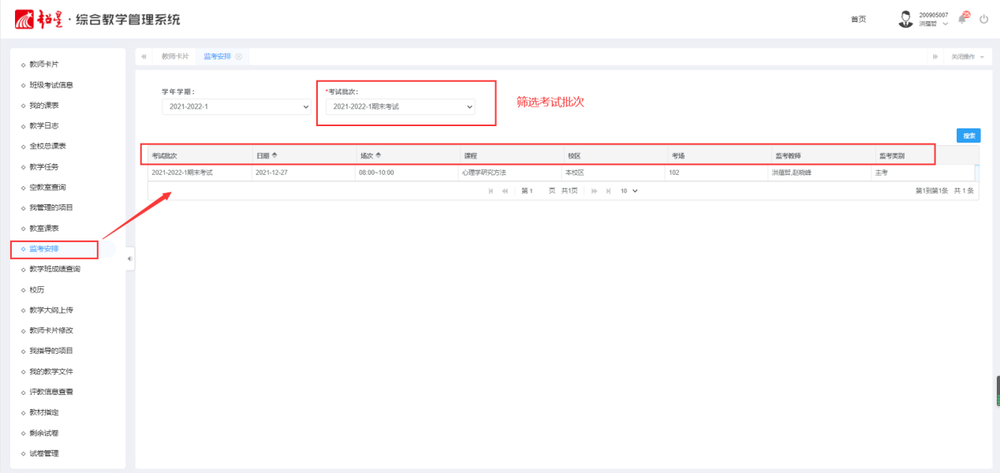 超星·综合教学管理系统
首页
200905007
洪蕴哲
25
教师卡片
班级考试信息
我的课表
教学日志
全校总课表
教学任务
空教室查询
我管理的项目
教室课表
监考安排
教学班成绩查询
校历
教学大纲上传
教师卡片修改
我指导的项目
我的教学文件
评教信息查看
教材指定
剩余试卷
试卷管理
教师卡片 监考安排 关闭操作
学年学期: *考试批次:
2021-2022-1 2021-2022-1期末考试
筛选考试批次
搜索
考试批次 日期 场次 课程 校区 考场 监考教师 监考类别
2021-2022-1期末考试 2021-12-27 08:00~10:00 心理学研究方法 本校区 102 洪蕴哲,赵晓峰 主考
第 1 页 共1页 10 第1到第1条 共 1 条